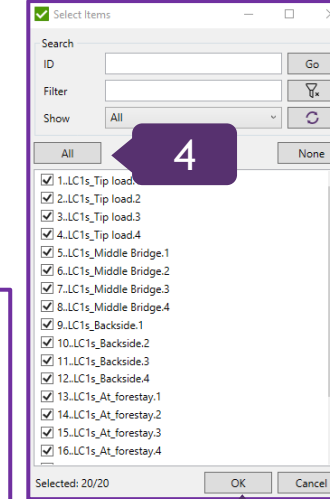 Select Items
Search
ID Go
Filter
Show All
All 4 None
1..LC1s_Tip load.
2..LC1s_Tip load.2
3..LC1s_Tip load.3
4..LC1s_Tip load.4
5..LC1s_Middle Bridge.1
6..LC1s_Middle Bridge.2
7..LC1s_Middle Bridge.3
8..LC1s_Middle Bridge.4
9..LC1s_Backside.1
10..LC1s_Backside.2
11..LC1s_Backside.3
12..LC1s_Backside.4
13..LC1s_At_forestay.1
14..LC1s_At_forestay.2
15..LC1s_At_forestay.3
16..LC1s_At_forestay.4
Selected: 20/20 OK Cancel